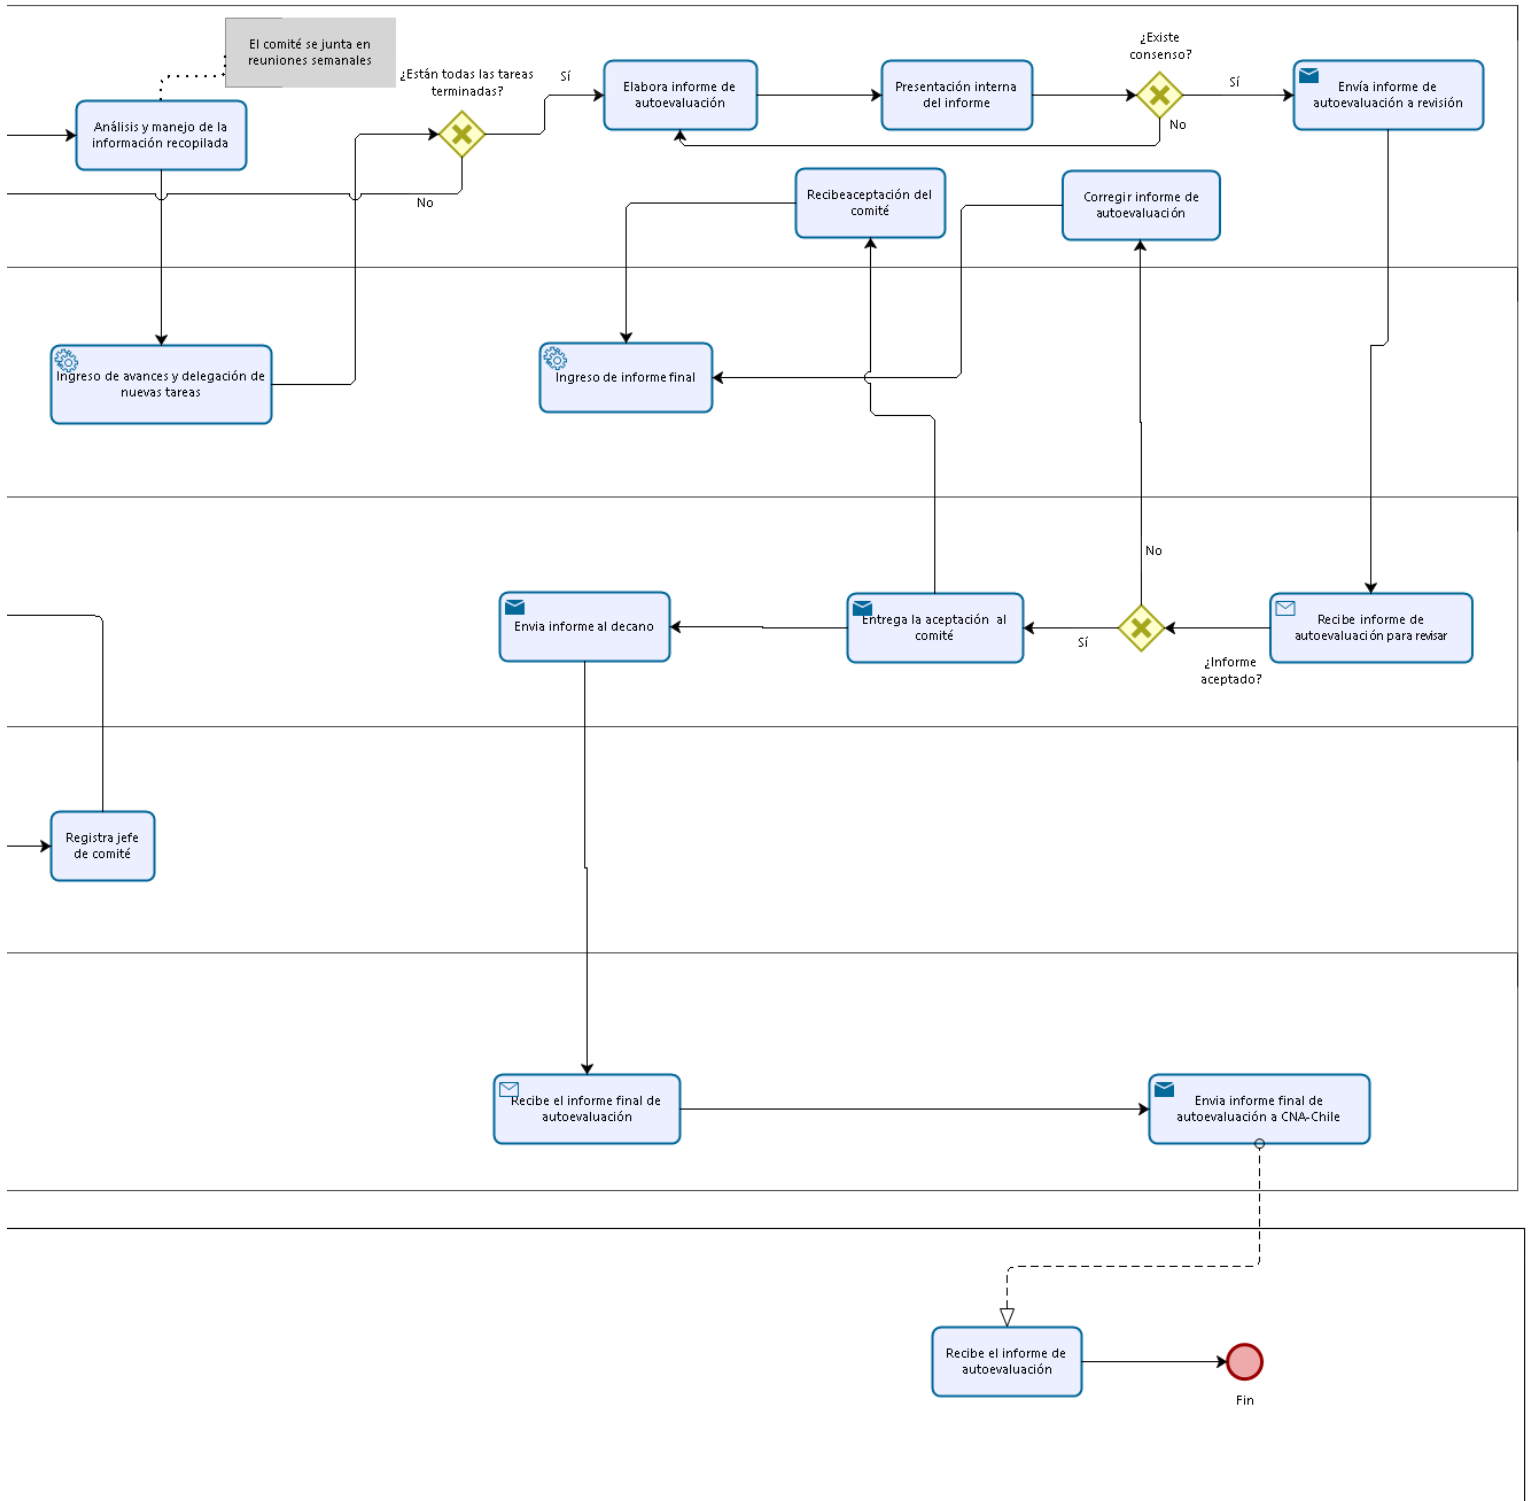 El comité se junta en
reuniones semanales
¿Están todas las tareas
terminadas?
Sí
¿Existe
consenso?
Sí
No
Análisis y manejo de la
información recopilada
Elabora informe de
autoevaluación
Presentación interna
del informe
Envía informe de
autoevaluación a revisión
No
Recibeaceptación del
comité
Corregir informe de
autoevaluación
Ingreso de avances y delegación de
nuevas tareas
Ingreso de informe final
No
Envia informe al decano
Entrega la aceptación al
comité
Sí
¿Informe
aceptado?
Recibe informe de
autoevaluación para revisar
Registra jefe
de comité
Recibe el informe final de
autoevaluación
Envia informe final de
autoevaluación a CNA-Chile
Recibe el informe de
autoevaluación
Fin